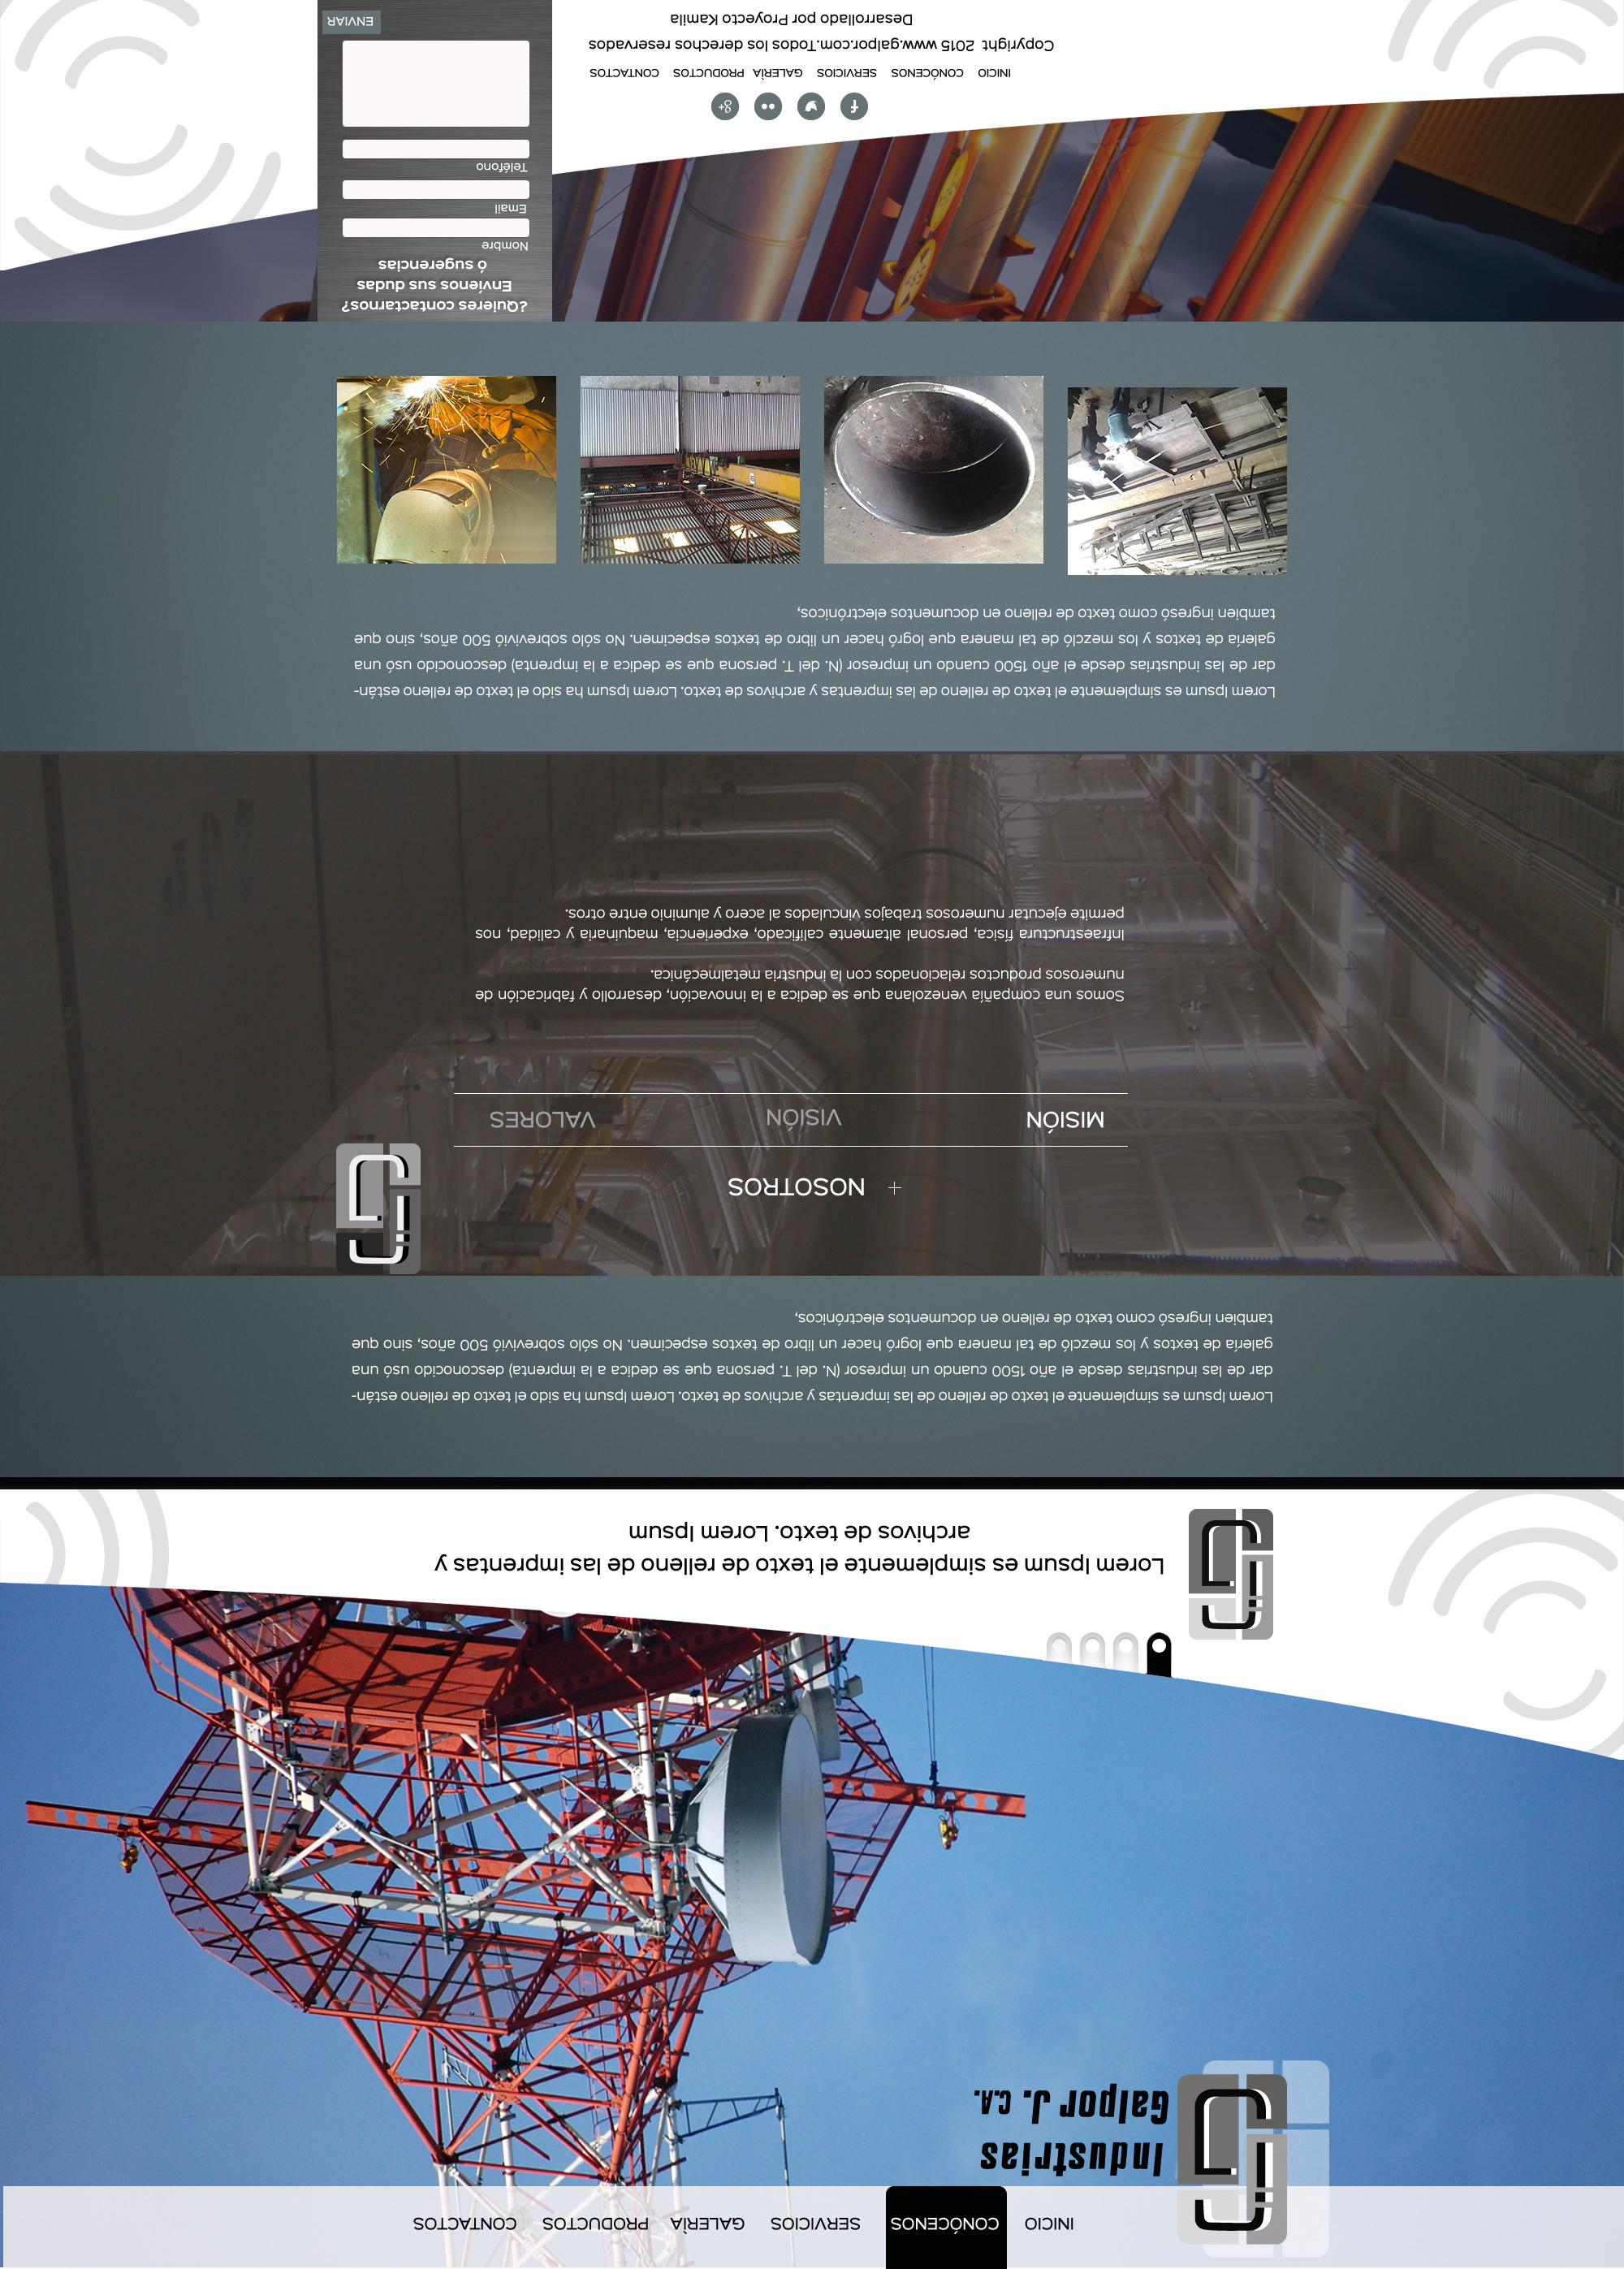 INICIO CONÓCENOS SERVICIOS GALERÌA PRODUCTOS CONTACTOS
Industrias
Galpor J. C.A.
Lorem Ipsum es simplemente el texto de relleno de las imprentas y
archivos de texto. Lorem Ipsum
Lorem Ipsum es simplemente el texto de relleno de las imprentas y archivos de texto. Lorem Ipsum ha sido el texto de relleno están-
dar de las industrias desde el año 1500 cuando un impresor (N. del T. persona que se dedica a la imprenta) desconocido usó una
galería de textos y los mezcló de tal manera que logró hacer un libro de textos especimen. No sólo sobrevivió 500 años, sino que
tambien ingresó como texto de relleno en documentos electrónicos,
+ NOSOTROS
MISIÓN VISIÓN VALORES
Somos una compañía venezolana que se dedica a la innovación, desarrollo y fabricación de
numerosos productos relacionados con la industria metalmecánica.
Infraestructura física, personal altamente calificado, experiencia, maquinaria y calidad, nos
permite ejecutar numerosos trabajos vinculados al acero y aluminio entre otros.
Lorem Ipsum es simplemente el texto de relleno de las imprentas y archivos de texto. Lorem Ipsum ha sido el texto de relleno están-
dar de las industrias desde el año 1500 cuando un impresor (N. del T. persona que se dedica a la imprenta) desconocido usó una
galería de textos y los mezcló de tal manera que logró hacer un libro de textos especimen. No sólo sobrevivió 500 años, sino que
tambien ingresó como texto de relleno en documentos electrónicos,
?Quieres contactarnos?
Envíenos sus dudas
ó sugerencias
Nombre
Email
Teléfono
ENVIAR
f g+
INICIO CONÓCENOS SERVICIOS GALERÌA PRODUCTOS CONTACTOS
Copyright 2015 www.galpor.com.Todos los derechos reservados
Desarrollado por Proyecto Kamila